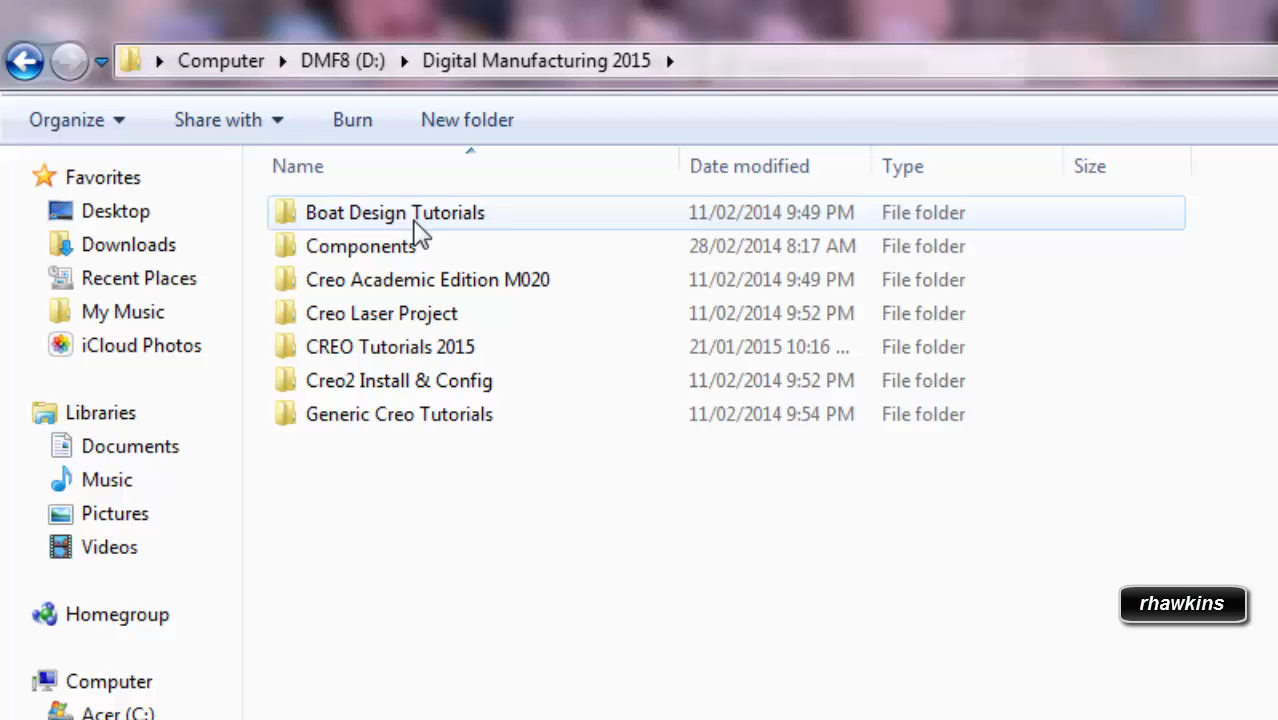 Computer DMF8 (D:) Digital Manufacturing 2015
Organize Share with Burn New folder
Name Date modified Type Size
Favorites
Desktop
Downloads
Recent Places
My Music
iCloud Photos
Libraries
Documents
Music
Pictures
Videos
Homegroup
Computer
Acer (C:)
Boat Design Tutorials 11/02/2014 9:49 PM File folder
Components 28/02/2014 8:17 AM File folder
Creo Academic Edition M020 11/02/2014 9:49 PM File folder
Creo Laser Project 11/02/2014 9:52 PM File folder
CREO Tutorials 2015 21/01/2015 10:16 ... File folder
Creo2 Install & Config 11/02/2014 9:52 PM File folder
Generic Creo Tutorials 11/02/2014 9:54 PM File folder
rhawkins